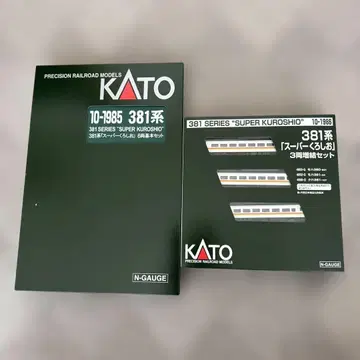 PRECISION RAILROAD MODELS
KATO
10-1985 381系
381 SERIES "SUPER KUROSHIO"
381系「スーパーくろしお」6両基本セット
N-GAUGE
381 SERIES "SUPER KUROSHIO" 10-1986
381系
「スーパーくろしお」
3両増結セット
KATO
PRECISION RAILROAD MODELS
N-GAUGE